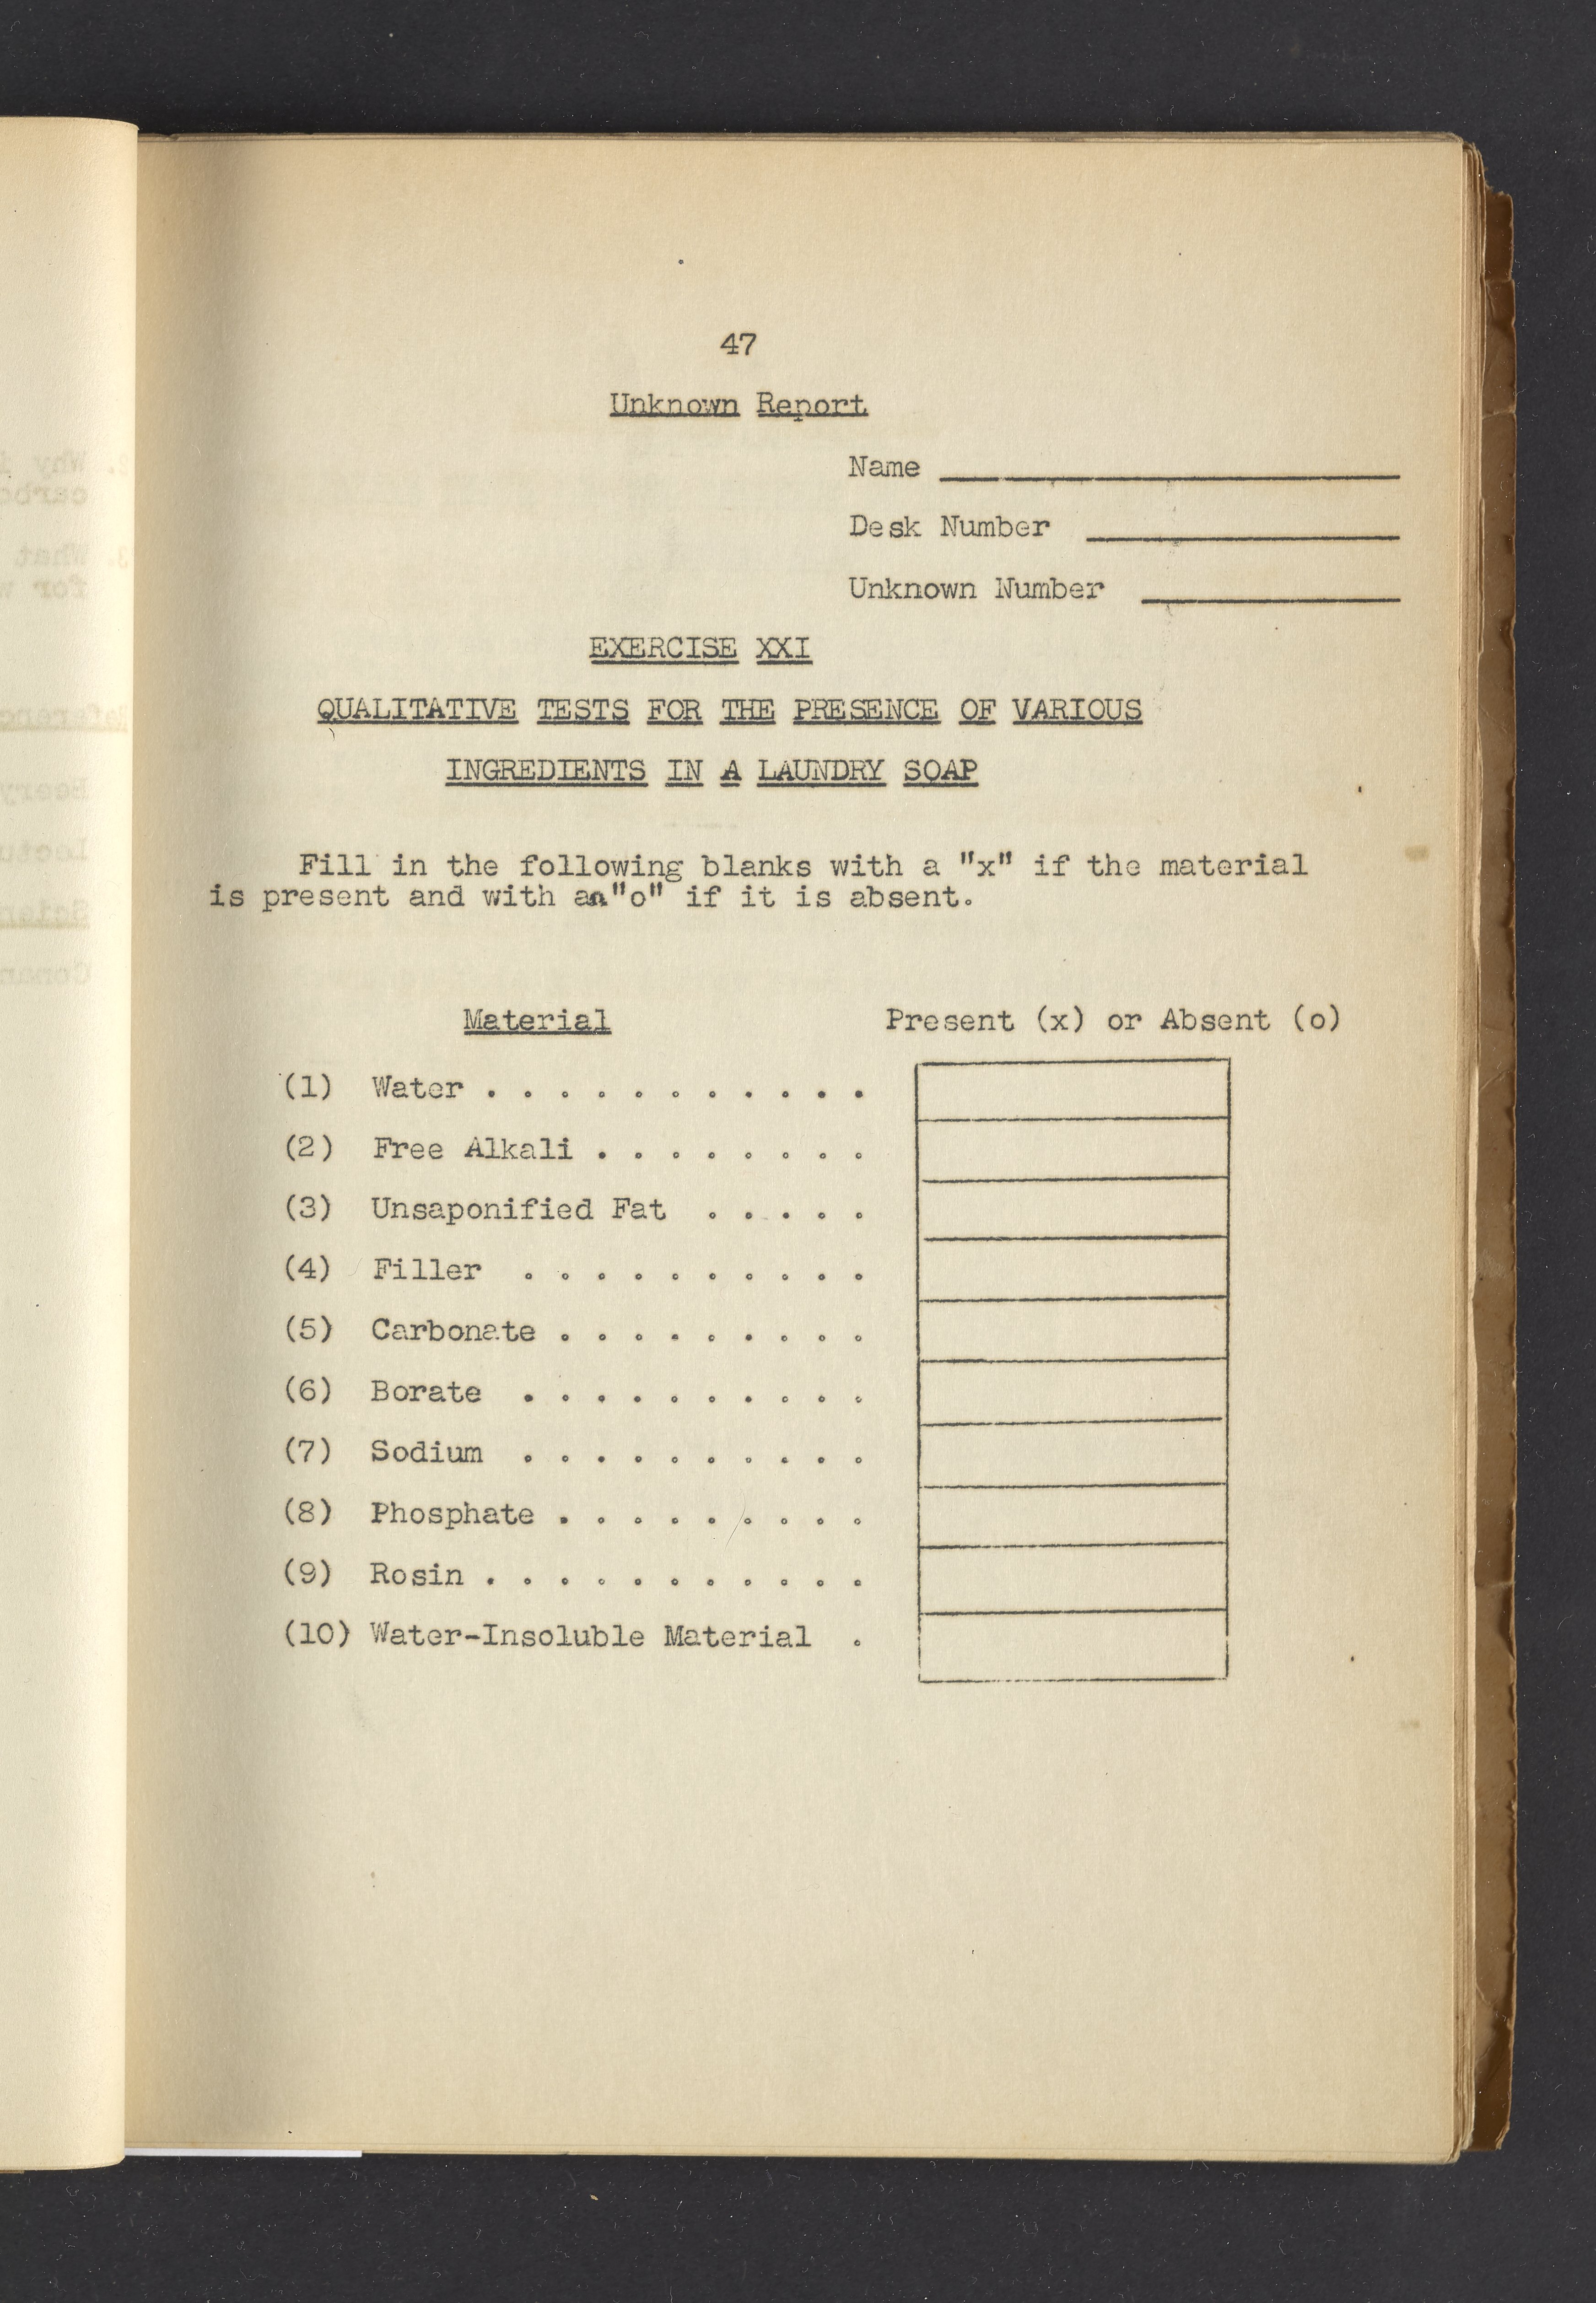 47
Unknown Report
Name
Desk Number
Unknown Number
EXERCISE XXI
QUALITATIVE TESTS FOR THE PRESENCE OF VARIOUS
INGREDIENTS IN A LAUNDRY SOAP
Fill in the following blanks with a "x" if the material
is present and with an "o" if it is absent.
Material Present (x) or Absent (o)
(1) Water . . . . . . . . . . .
(2) Free Alkali . . . . . . . .
(3) Unsaponified Fat . . . . .
(4) Filler . . . . . . . . . .
(5) Carbonate . . . . . . . . .
(6) Borate . . . . . . . . . .
(7) Sodium . . . . . . . . . .
(8) Phosphate . . . . . . . . .
(9) Rosin . . . . . . . . . . .
(10) Water-Insoluble Material .